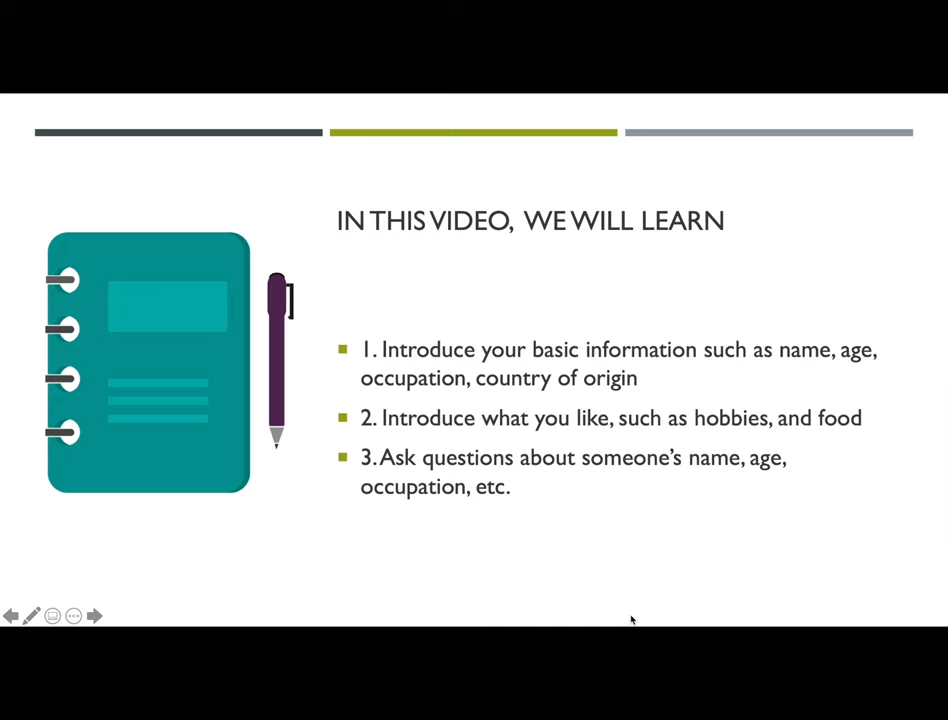 IN THIS VIDEO, WE WILL LEARN
1. Introduce your basic information such as name, age,
occupation, country of origin
2. Introduce what you like, such as hobbies, and food
3. Ask questions about someone’s name, age,
occupation, etc.